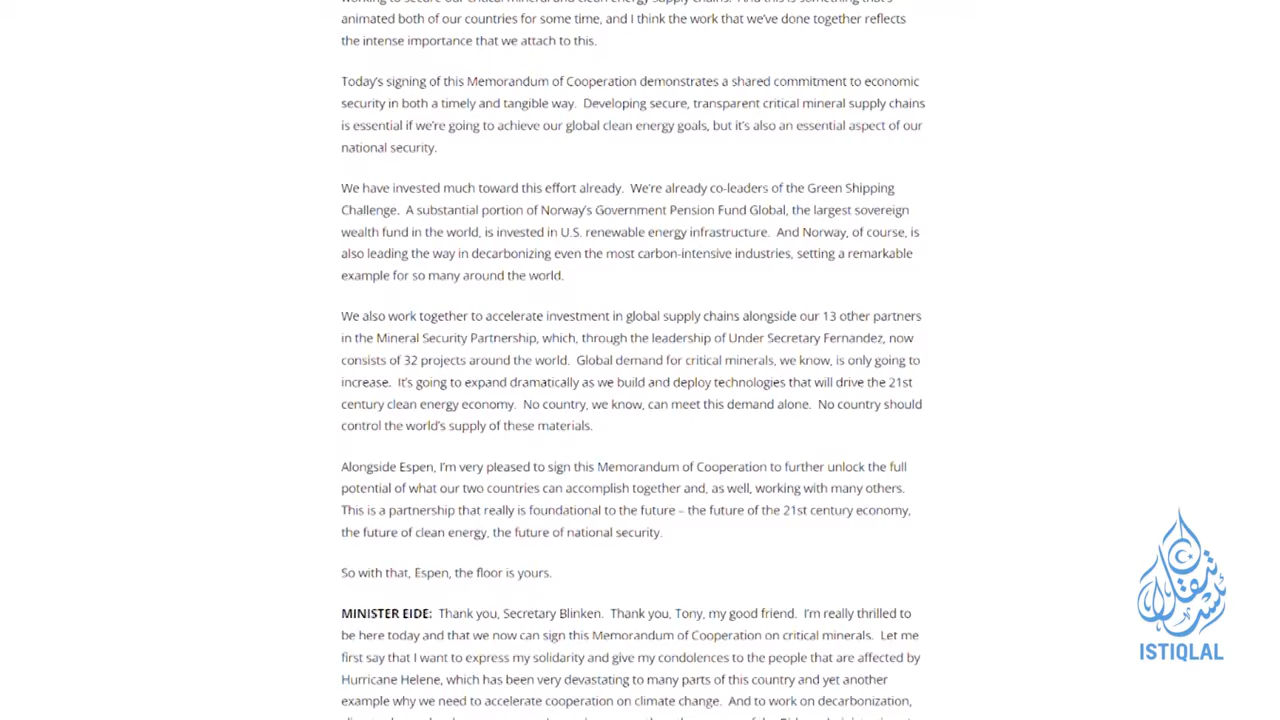 working to secure our critical mineral and clean energy supply chains.  And this is something that's
animated both of our countries for some time, and I think the work that we've done together reflects
the intense importance that we attach to this.
Today's signing of this Memorandum of Cooperation demonstrates a shared commitment to economic
security in both a timely and tangible way.  Developing secure, transparent critical mineral supply chains
is essential if we're going to achieve our global clean energy goals, but it's also an essential aspect of our
national security.
We have invested much toward this effort already.  We're already co-leaders of the Green Shipping
Challenge.  A substantial portion of Norway's Government Pension Fund Global, the largest sovereign
wealth fund in the world, is invested in U.S. renewable energy infrastructure.  And Norway, of course, is
also leading the way in decarbonizing even the most carbon-intensive industries, setting a remarkable
example for so many around the world.
We also work together to accelerate investment in global supply chains alongside our 13 other partners
in the Mineral Security Partnership, which, through the leadership of Under Secretary Fernandez, now
consists of 32 projects around the world.  Global demand for critical minerals, we know, is only going to
increase.  It's going to expand dramatically as we build and deploy technologies that will drive the 21st
century clean energy economy.  No country, we know, can meet this demand alone.  No country should
control the world's supply of these materials.
Alongside Espen, I'm very pleased to sign this Memorandum of Cooperation to further unlock the full
potential of what our two countries can accomplish together and, as well, working with many others.
This is a partnership that really is foundational to the future – the future of the 21st century economy,
the future of clean energy, the future of national security.
So with that, Espen, the floor is yours.
MINISTER EIDE:  Thank you, Secretary Blinken.  Thank you, Tony, my good friend.  I'm really thrilled to
be here today and that we now can sign this Memorandum of Cooperation on critical minerals.  Let me
first say that I want to express my solidarity and give my condolences to the people that are affected by
Hurricane Helene, which has been very devastating to many parts of this country and yet another
example why we need to accelerate cooperation on climate change.  And to work on decarbonization,
ISTIQLAL